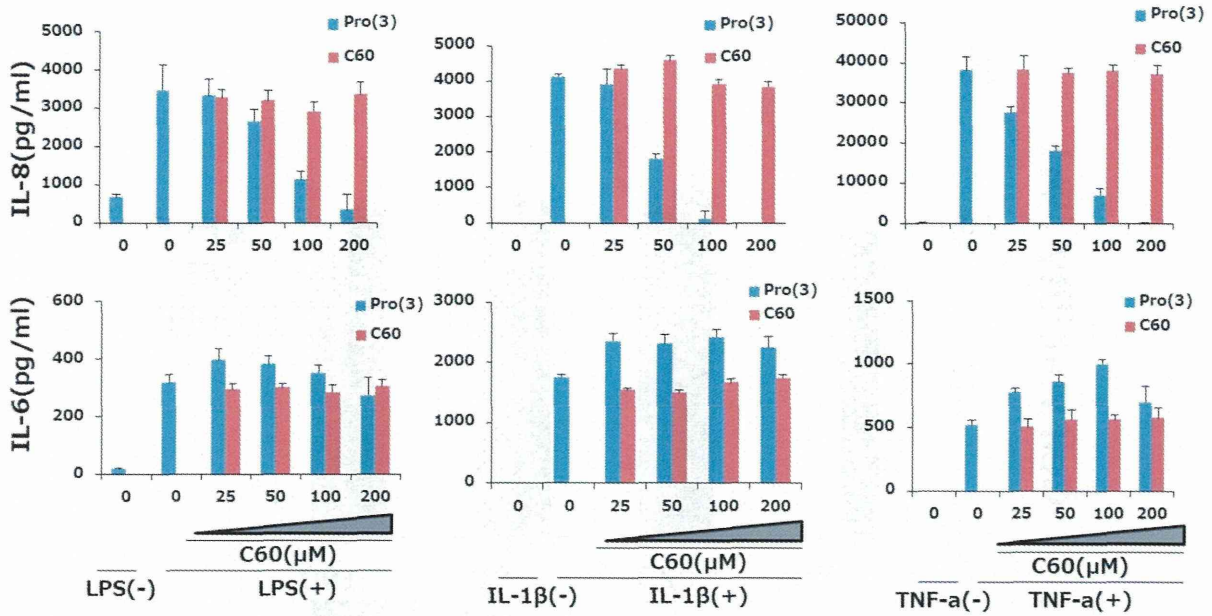 IL-8(pg/ml)
5000
4000
3000
2000
1000
0
Pro(3)
C60
0 0 25 50 100 200
5000
4000
3000
2000
1000
0
Pro(3)
C60
0 0 25 50 100 200
50000
40000
30000
20000
10000
0
Pro(3)
C60
0 0 25 50 100 200
IL-6(pg/ml)
600
400
200
0
Pro(3)
C60
0 0 25 50 100 200
C60(μM)
LPS(-) LPS(+)
3000
2000
1000
0
Pro(3)
C60
0 0 25 50 100 200
C60(μM)
IL-1β(-) IL-1β(+)
1500
1000
500
0
Pro(3)
C60
0 0 25 50 100 200
C60(μM)
TNF-a(-) TNF-a(+)